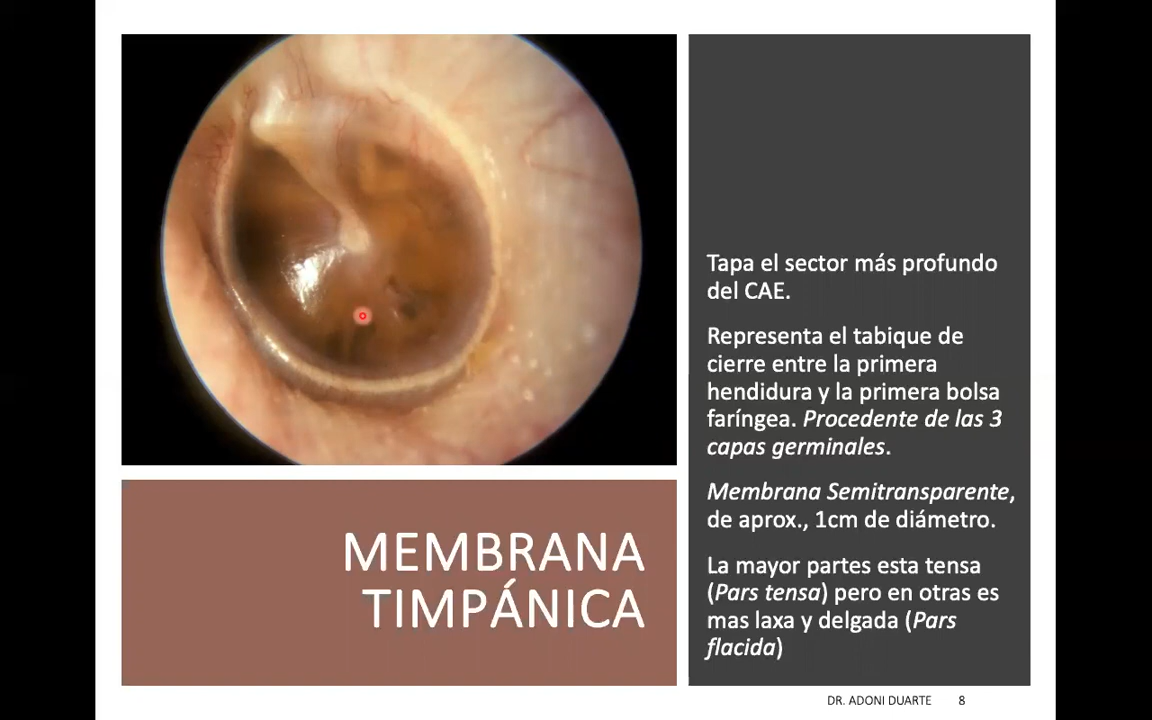 Tapa el sector más profundo
del CAE.
Representa el tabique de
cierre entre la primera
hendidura y la primera bolsa
faríngea. Procedente de las 3
capas germinales.
Membrana Semitransparente,
de aprox., 1cm de diámetro.
La mayor partes esta tensa
(Pars tensa) pero en otras es
mas laxa y delgada (Pars
flacida)
MEMBRANA
TIMPÁNICA
DR. ADONI DUARTE 8